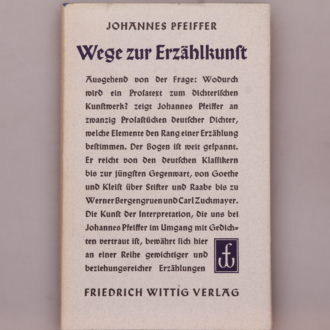 JOHANNES PFEIFFER
Wege zur Erzählkunst
Ausgehend von der Frage: Wodurch
wird ein Prosatext zum dichterischen
Kunstwerk? zeigt Johannes Pfeiffer an
zwanzig Prosastücken deutscher Dichter,
welche Elemente den Rang einer Erzählung
bestimmen. Der Bogen ist weit gespannt.
Er reicht von den deutschen Klassikern
bis zur jüngsten Gegenwart, von Goethe
und Kleist über Stifter und Raabe bis zu
Werner Bergengruen und Carl Zuckmayer.
Die Kunst der Interpretation, die uns bei
Johannes Pfeiffer im Umgang mit Gedich-
ten vertraut ist, bewährt sich hier
an einer Reihe gewichtiger und
beziehungsreicher Erzählungen
FRIEDRICH WITTIG VERLAG